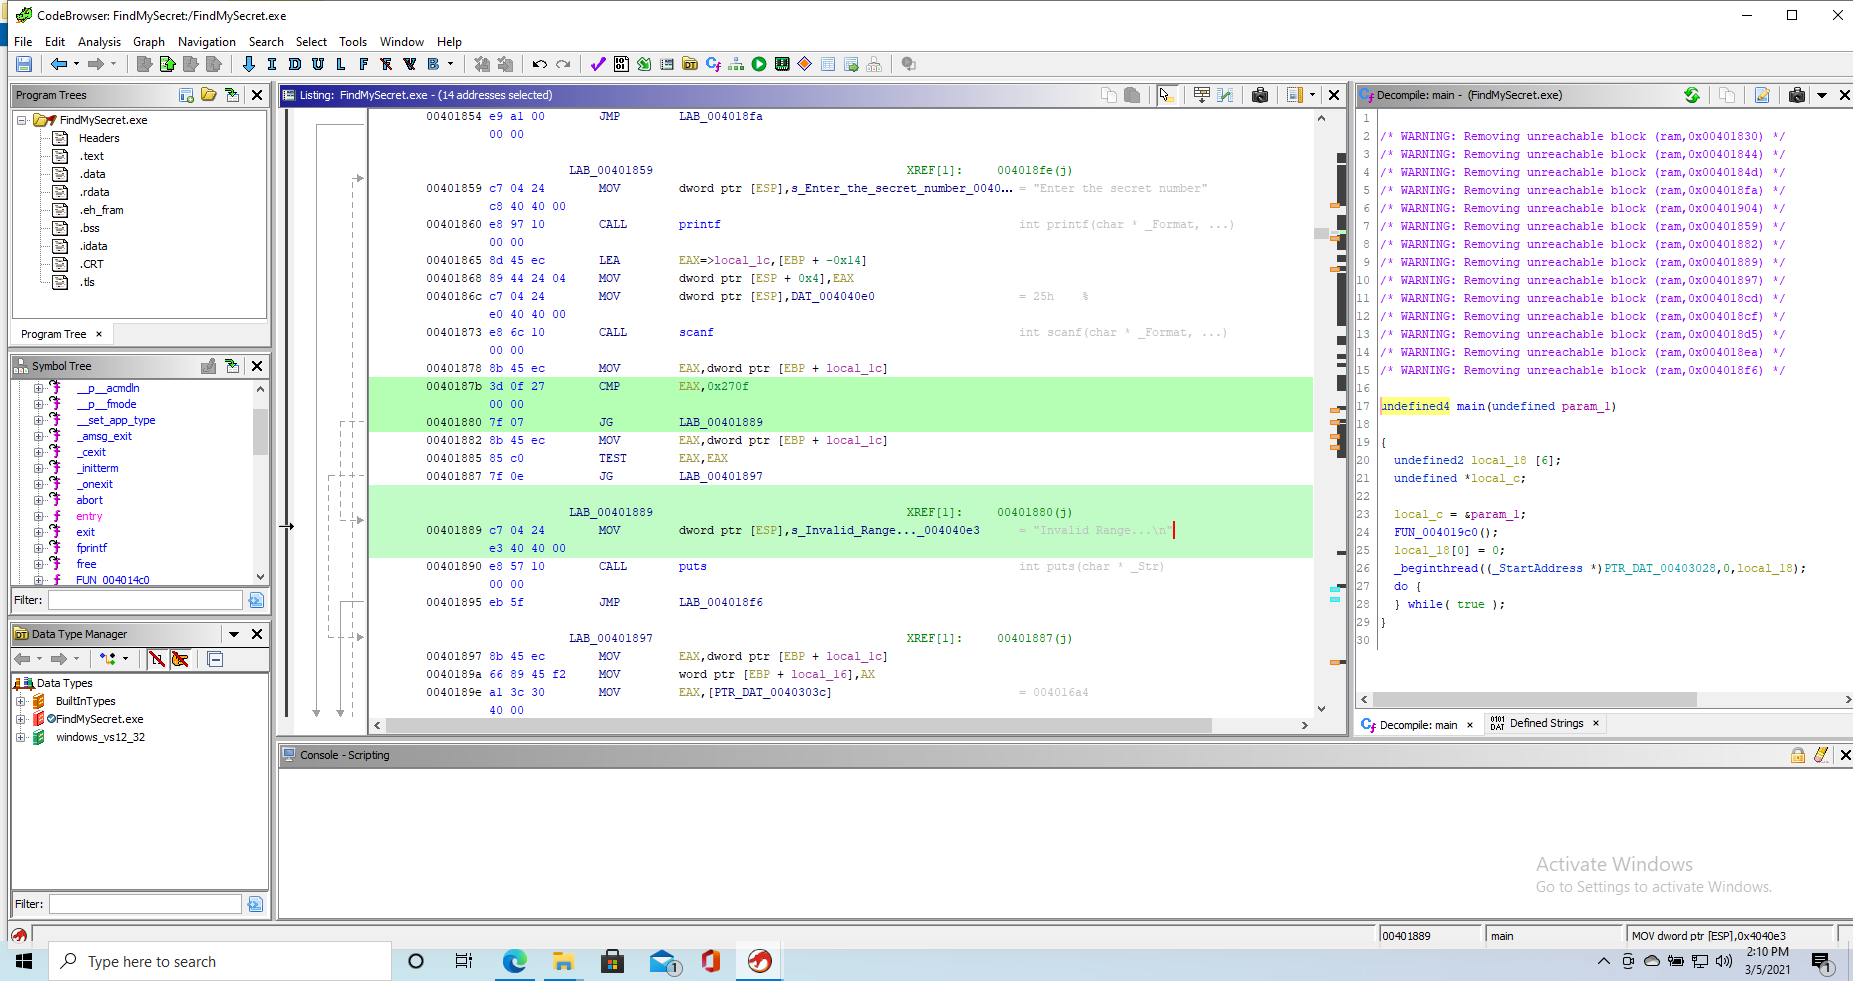 CodeBrowser: FindMySecret:/FindMySecret.exe
File Edit Analysis Graph Navigation Search Select Tools Window Help
I D U L F B
Program Trees
FindMySecret.exe
Headers
.text
.data
.rdata
.eh_fram
.bss
.idata
.CRT
.tls
Program Tree ×
Symbol Tree
__p__acmdln
__p__fmode
__set_app_type
_amsg_exit
_cexit
_initterm
_onexit
abort
entry
exit
fprintf
free
FUN_004014c0
Filter:
Data Type Manager
Data Types
BuiltInTypes
FindMySecret.exe
windows_vs12_32
Filter:
Listing: FindMySecret.exe - (14 addresses selected)
00401854 e9 a1 00 JMP LAB_004018fa
00 00
LAB_00401859 XREF[1]: 004018fe(j)
00401859 c7 04 24 MOV dword ptr [ESP],s_Enter_the_secret_number_0040... = "Enter the secret number"
c8 40 40 00
00401860 e8 97 10 CALL printf int printf(char * _Format, ...)
00 00
00401865 8d 45 ec LEA EAX=>local_1c,[EBP + -0x14]
00401868 89 44 24 04 MOV dword ptr [ESP + 0x4],EAX
0040186c c7 04 24 MOV dword ptr [ESP],DAT_004040e0 = 25h %
e0 40 40 00
00401873 e8 6c 10 CALL scanf int scanf(char * _Format, ...)
00 00
00401878 8b 45 ec MOV EAX,dword ptr [EBP + local_1c]
0040187b 3d 0f 27 CMP EAX,0x270f
00 00
00401880 7f 07 JG LAB_00401889
00401882 8b 45 ec MOV EAX,dword ptr [EBP + local_1c]
00401885 85 c0 TEST EAX,EAX
00401887 7f 0e JG LAB_00401897
LAB_00401889 XREF[1]: 00401880(j)
00401889 c7 04 24 MOV dword ptr [ESP],s_Invalid_Range..._004040e3 = "Invalid Range...\n"
e3 40 40 00
00401890 e8 57 10 CALL puts int puts(char * _Str)
00 00
00401895 eb 5f JMP LAB_004018f6
LAB_00401897 XREF[1]: 00401887(j)
00401897 8b 45 ec MOV EAX,dword ptr [EBP + local_1c]
0040189a 66 89 45 f2 MOV word ptr [EBP + local_16],AX
0040189e a1 3c 30 MOV EAX,[PTR_DAT_0040303c] = 004016a4
40 00
Decompile: main - (FindMySecret.exe)
1
2 /* WARNING: Removing unreachable block (ram,0x00401830) */
3 /* WARNING: Removing unreachable block (ram,0x00401844) */
4 /* WARNING: Removing unreachable block (ram,0x0040184d) */
5 /* WARNING: Removing unreachable block (ram,0x004018fa) */
6 /* WARNING: Removing unreachable block (ram,0x00401904) */
7 /* WARNING: Removing unreachable block (ram,0x00401859) */
8 /* WARNING: Removing unreachable block (ram,0x00401882) */
9 /* WARNING: Removing unreachable block (ram,0x00401889) */
10 /* WARNING: Removing unreachable block (ram,0x00401897) */
11 /* WARNING: Removing unreachable block (ram,0x004018cd) */
12 /* WARNING: Removing unreachable block (ram,0x004018cf) */
13 /* WARNING: Removing unreachable block (ram,0x004018d5) */
14 /* WARNING: Removing unreachable block (ram,0x004018ea) */
15 /* WARNING: Removing unreachable block (ram,0x004018f6) */
16
17 undefined4 main(undefined param_1)
18
19 {
20 undefined2 local_18 [6];
21 undefined *local_c;
22
23 local_c = &param_1;
24 FUN_004019c0();
25 local_18[0] = 0;
26 _beginthread((_StartAddress *)PTR_DAT_00403028,0,local_18);
27 do {
28 } while( true );
29 }
30
Decompile: main × Defined Strings ×
Console - Scripting
Activate Windows
Go to Settings to activate Windows.
00401889 main MOV dword ptr [ESP],0x4040e3
Type here to search
1
2:10 PM
3/5/2021
1